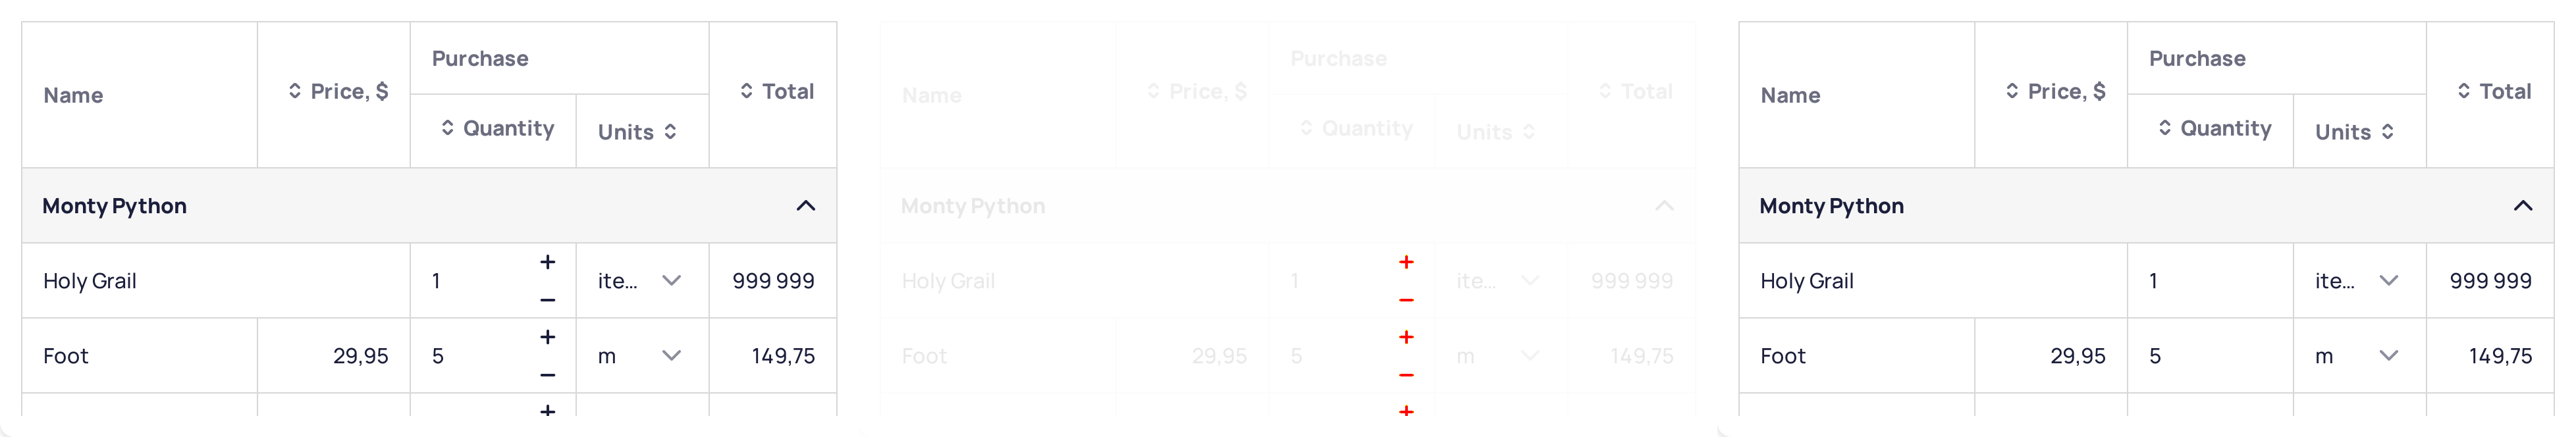 Purchase
Name
Price, $
Total
Quantity
Units
Monty Python
Holy Grail
1
ite...
999 999
Foot
29,95
5
m
149,75
Purchase
Name
Price, $
Total
Quantity
Units
Monty Python
Holy Grail
1
ite...
999 999
Foot
29,95
5
m
149,75
Purchase
Name
Price, $
Total
Quantity
Units
Monty Python
Holy Grail
1
ite...
999 999
Foot
29,95
5
m
149,75